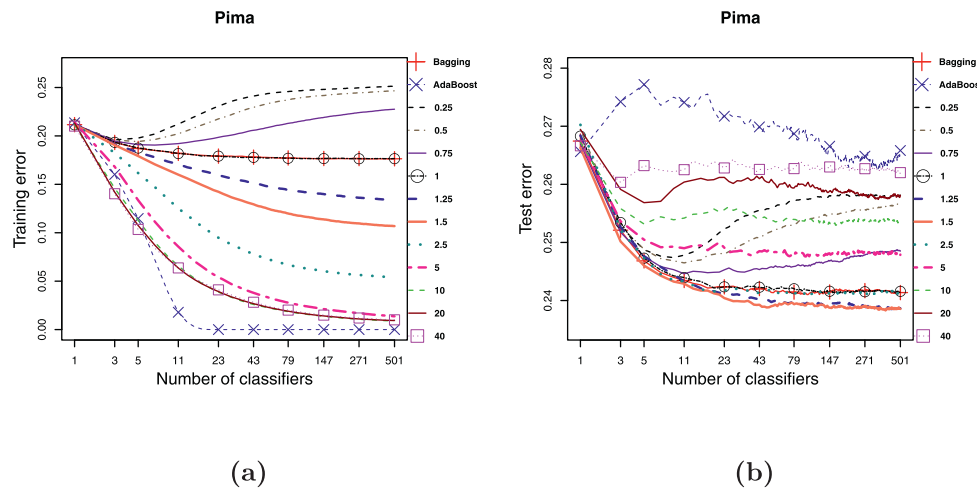 Pima
Training error
0.00
0.05
0.10
0.15
0.20
0.25
1 3 5 11 23 43 79 147 271 501
Number of classifiers
Bagging
AdaBoost
0.25
0.5
0.75
1
1.25
1.5
2.5
5
10
20
40
(a)
Pima
Test error
0.24
0.25
0.26
0.27
0.28
1 3 5 11 23 43 79 147 271 501
Number of classifiers
Bagging
AdaBoost
0.25
0.5
0.75
1
1.25
1.5
2.5
5
10
20
40
(b)